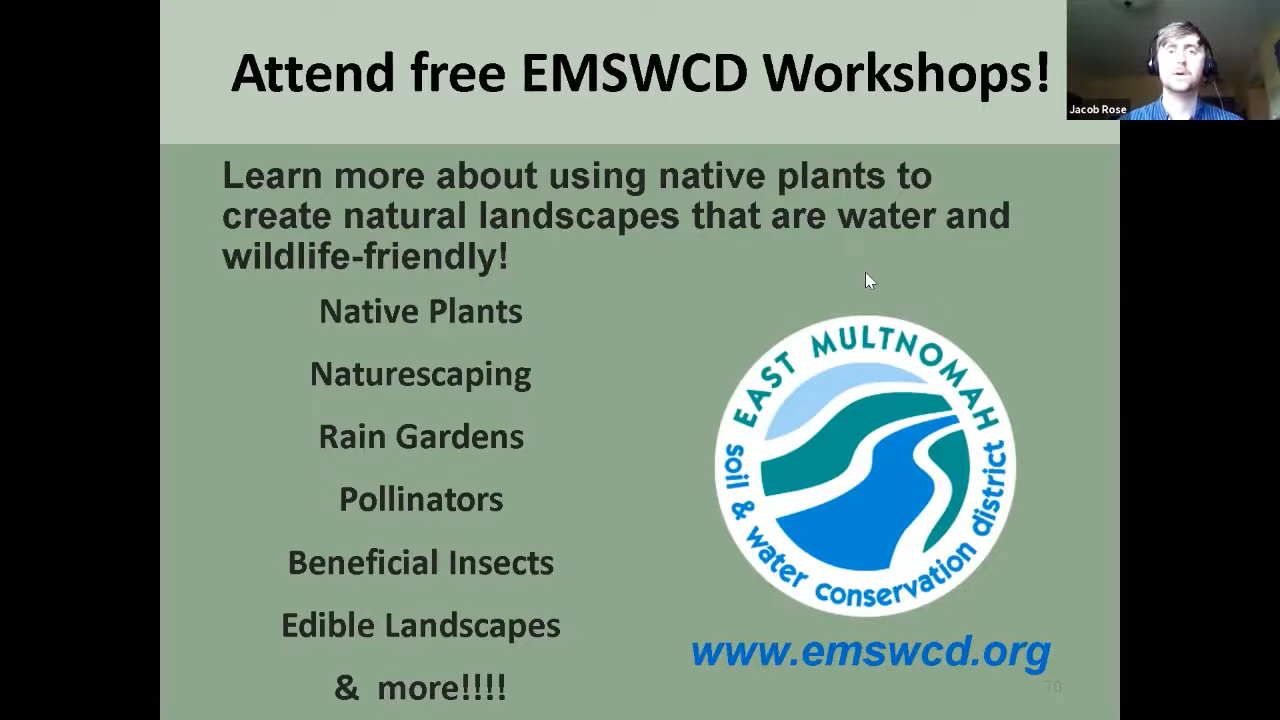 Attend free EMSWCD Workshops!
Jacob Rose
Learn more about using native plants to
create natural landscapes that are water and
wildlife-friendly!
Native Plants
Naturescaping
Rain Gardens
Pollinators
Beneficial Insects
Edible Landscapes
& more!!!!
EAST MULTNOMAH
soil & water conservation district
www.emswcd.org
70